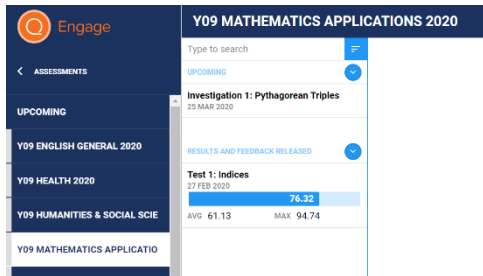 Engage
ASSESSMENTS
UPCOMING
Y09 ENGLISH GENERAL 2020
Y09 HEALTH 2020
Y09 HUMANITIES & SOCIAL SCIE
Y09 MATHEMATICS APPLICATIO
Y09 MATHEMATICS APPLICATIONS 2020
Type to search
UPCOMING
Investigation 1: Pythagorean Triples
25 MAR 2020
RESULTS AND FEEDBACK RELEASED
Test 1: Indices
27 FEB 2020
76.32
AVG 61.13 MAX 94.74